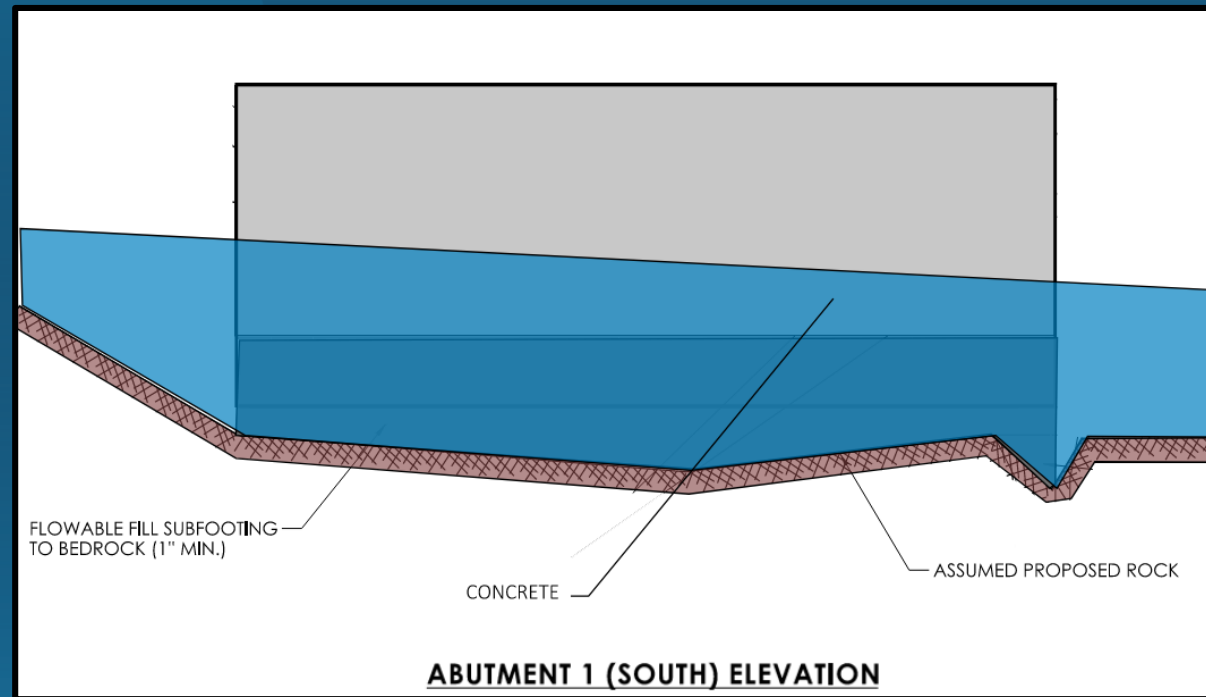 FLOWABLE FILL SUBFOOTING
TO BEDROCK (1" MIN.)
CONCRETE
ASSUMED PROPOSED ROCK
ABUTMENT 1 (SOUTH) ELEVATION